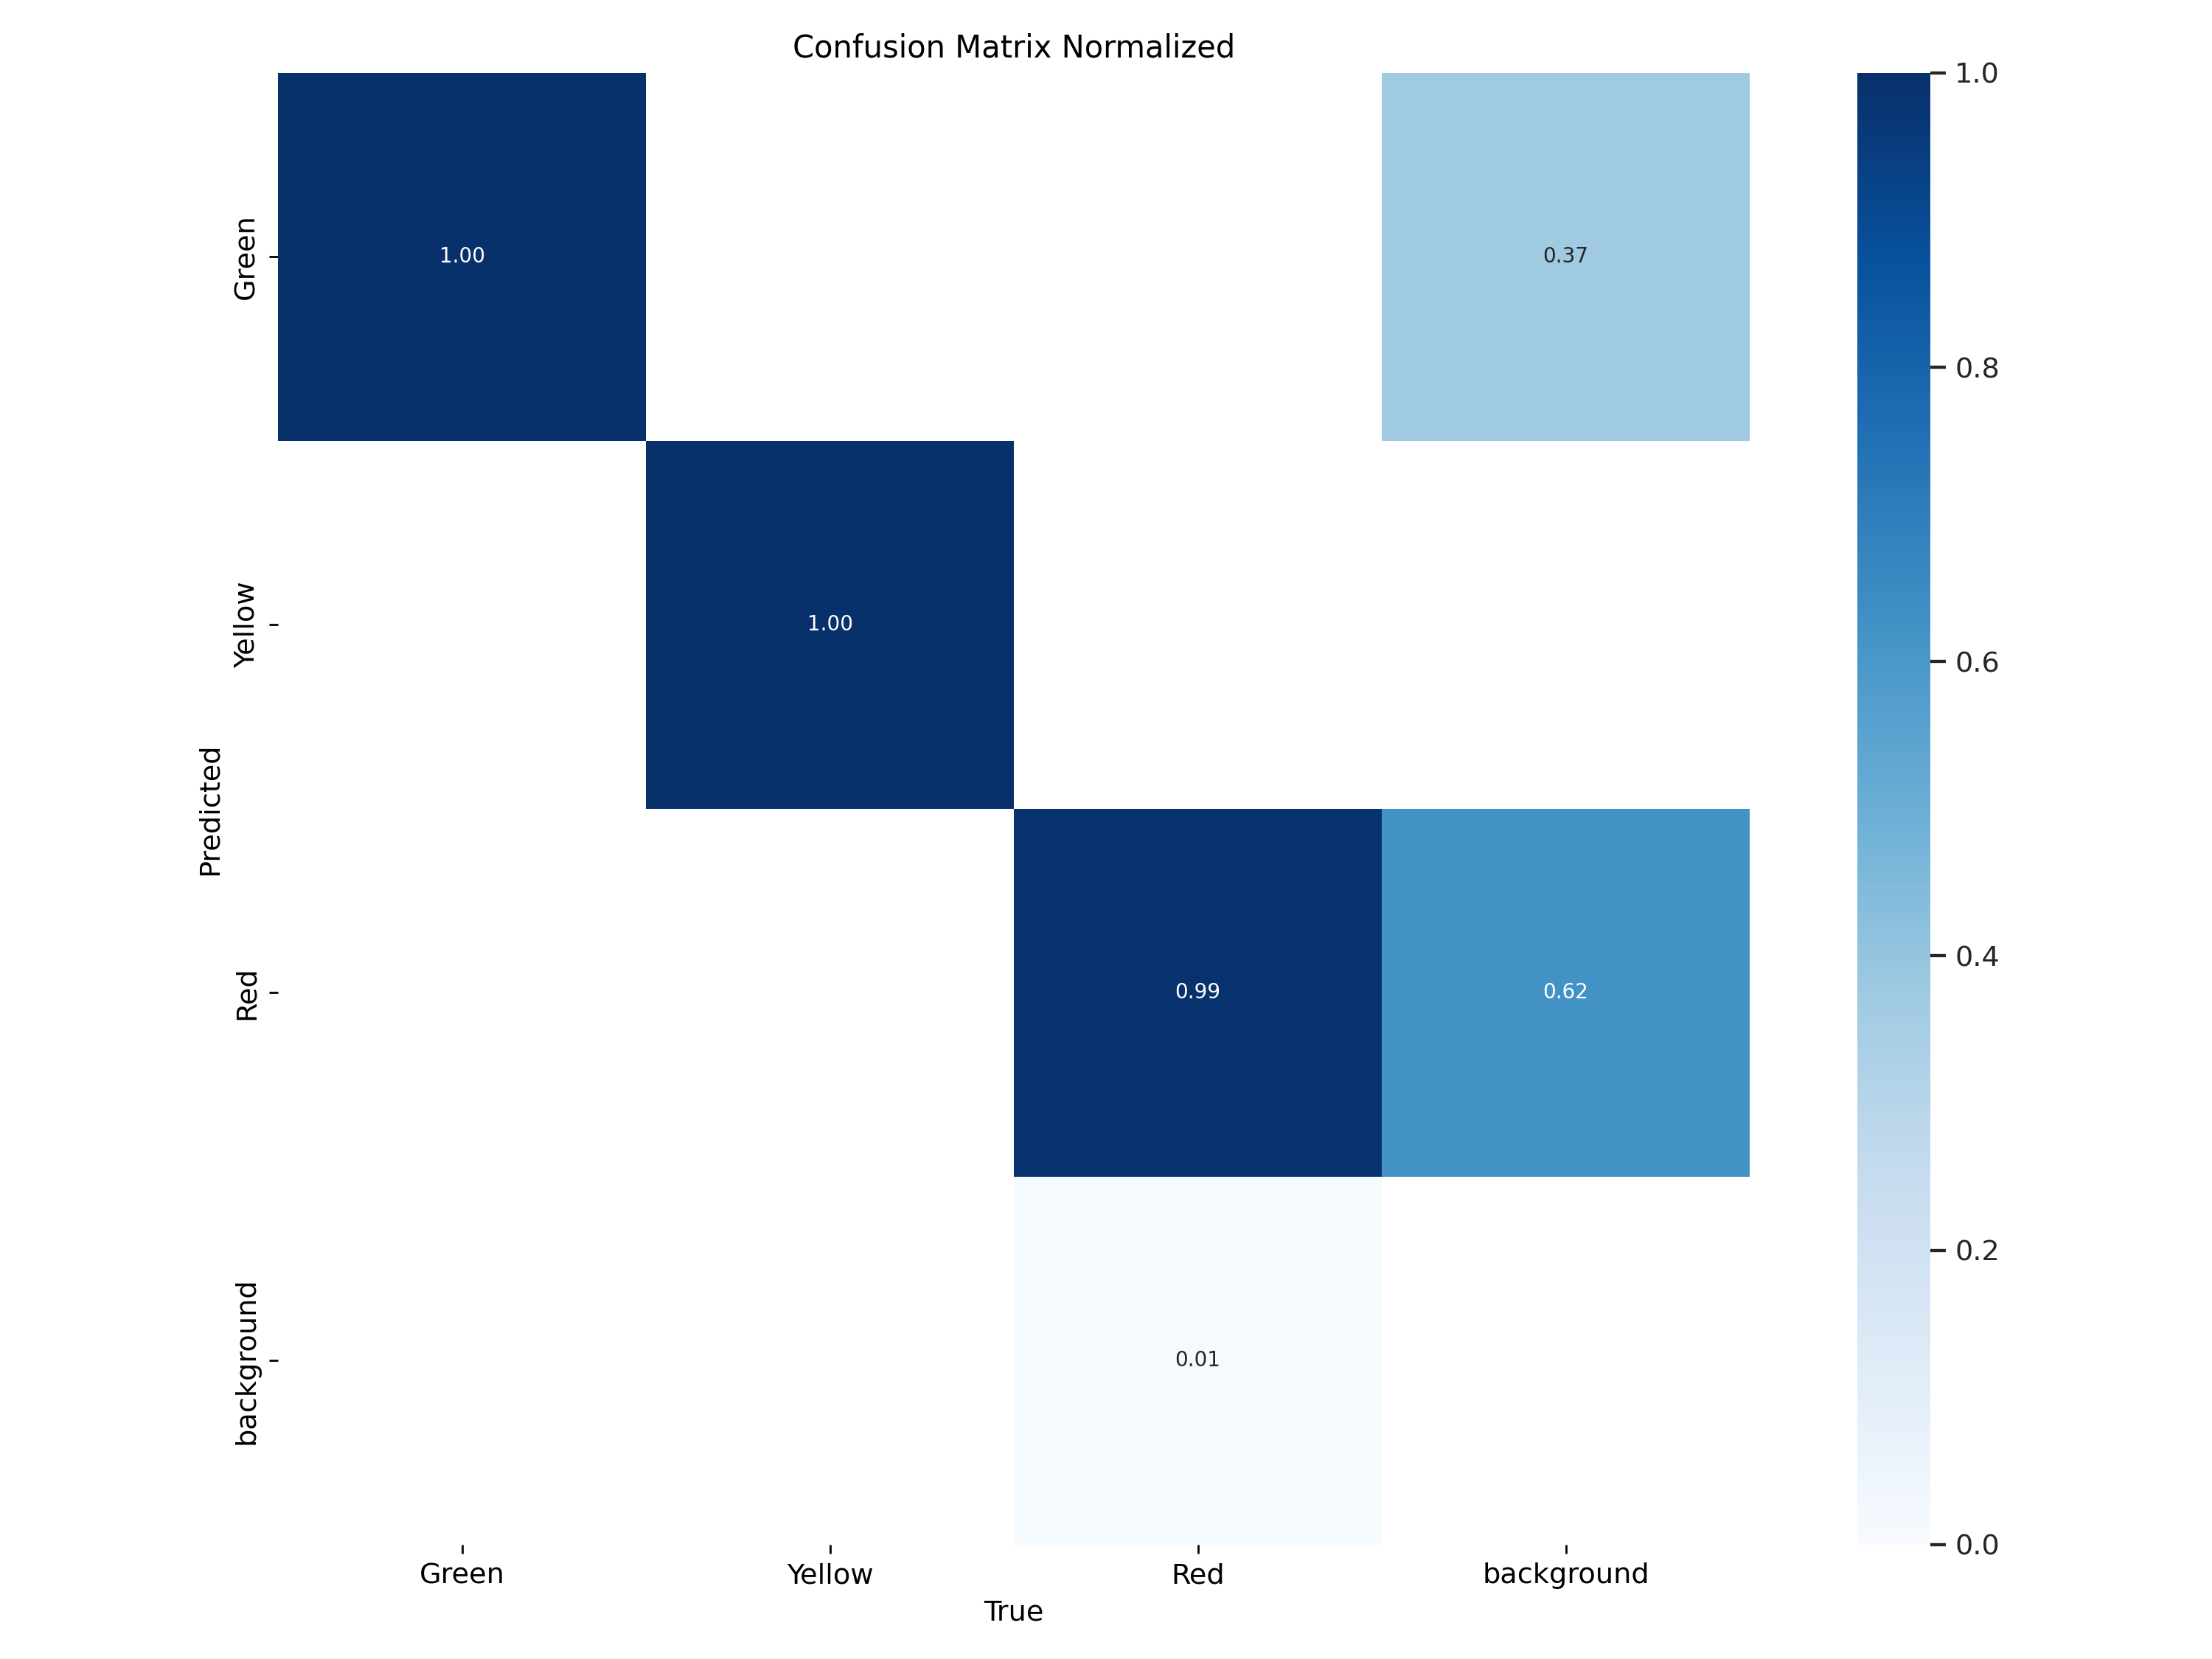 Confusion Matrix Normalized
Green
1.00
0.37
Yellow
1.00
Red
0.99
0.62
background
0.01
Predicted
Green
Yellow
Red
background
True
1.0
0.8
0.6
0.4
0.2
0.0